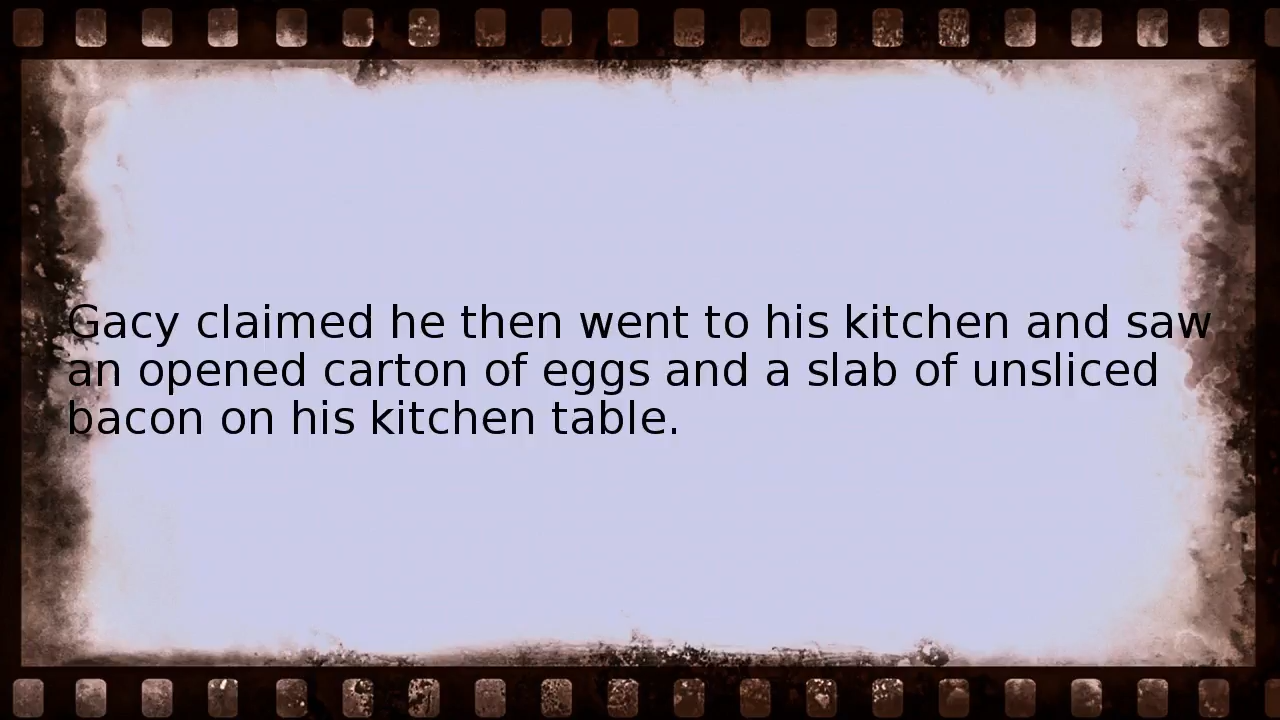 Gacy claimed he then went to his kitchen and saw
an opened carton of eggs and a slab of unsliced
bacon on his kitchen table.